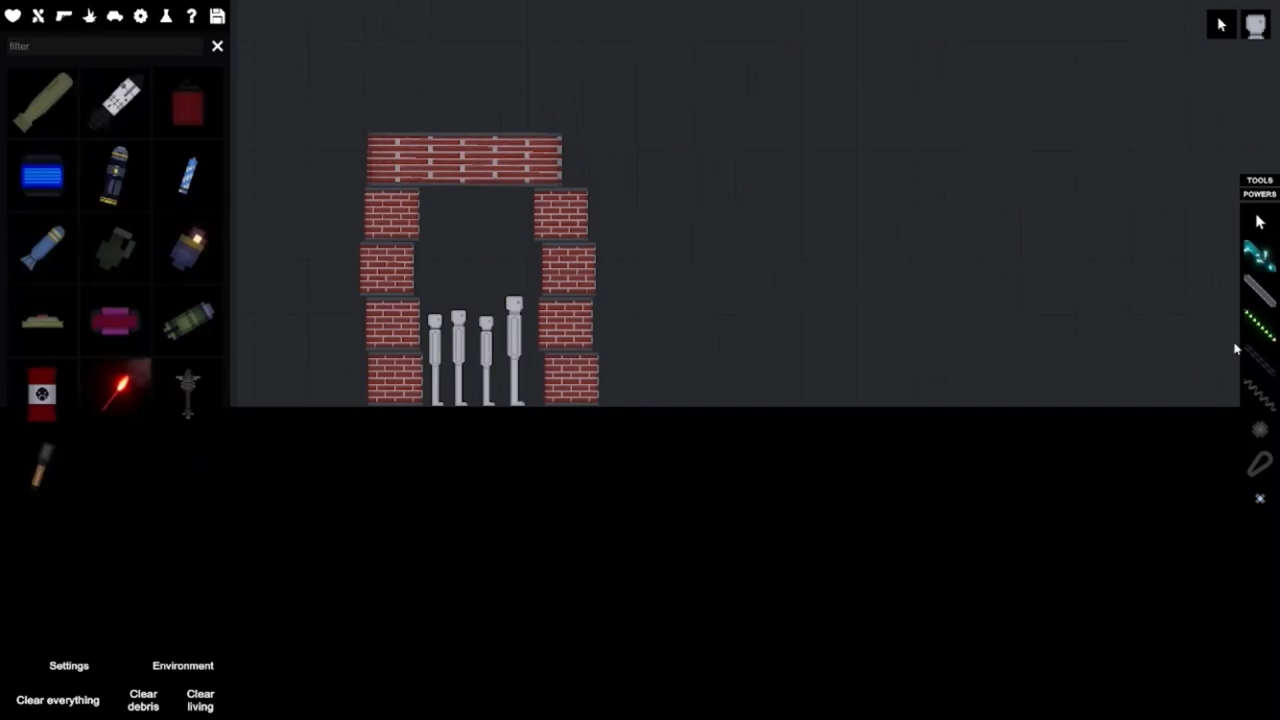 filter
TOOLS
POWERS
Settings
Environment
Clear everything
Clear
debris
Clear
living